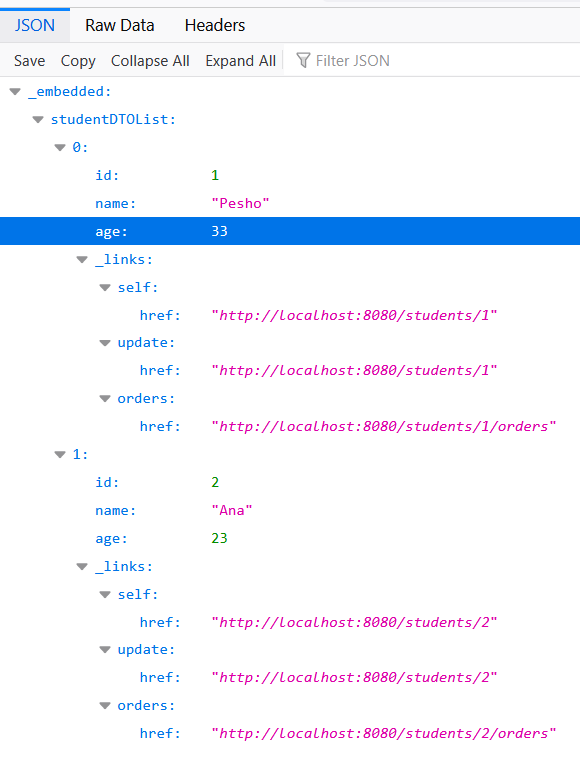 JSON Raw Data Headers
Save Copy Collapse All Expand All Filter JSON
_embedded:
studentDTOList:
0:
id: 1
name: "Pesho"
age: 33
_links:
self:
href: "http://localhost:8080/students/1"
update:
href: "http://localhost:8080/students/1"
orders:
href: "http://localhost:8080/students/1/orders"
1:
id: 2
name: "Ana"
age: 23
_links:
self:
href: "http://localhost:8080/students/2"
update:
href: "http://localhost:8080/students/2"
orders:
href: "http://localhost:8080/students/2/orders"